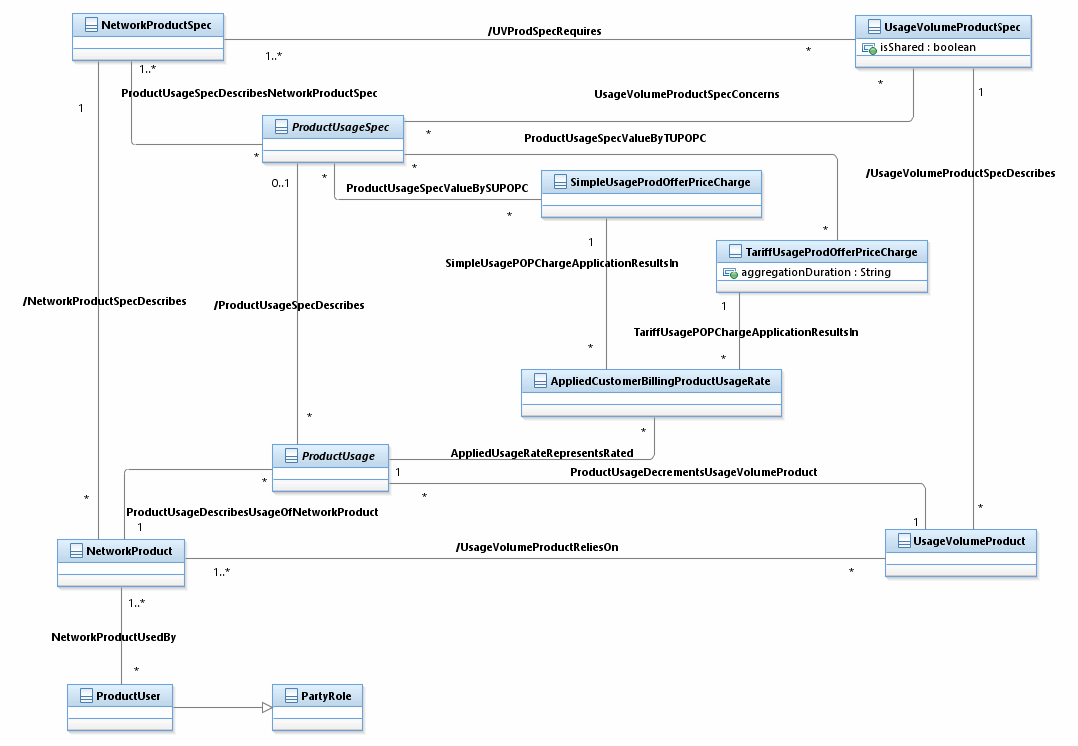 NetworkProductSpec
UsageVolumeProductSpec
/UVProdSpecRequires
isShared : boolean
1..*
*
1..*
*
ProductUsageSpecDescribesNetworkProductSpec
UsageVolumeProductSpecConcerns
1
1
ProductUsageSpec
*
ProductUsageSpecValueByTUPOPC
*
*
/UsageVolumeProductSpecDescribes
0..1
*
ProductUsageSpecValueBySUPOPC
SimpleUsageProdOfferPriceCharge
*
*
1
TariffUsageProdOfferPriceCharge
SimpleUsagePOPChargeApplicationResultsIn
aggregationDuration : String
/NetworkProductSpecDescribes
/ProductUsageSpecDescribes
1
TariffUsagePOPChargeApplicationResultsIn
*
*
AppliedCustomerBillingProductUsageRate
*
*
ProductUsage
AppliedUsageRateRepresentsRated
1
ProductUsageDecrementsUsageVolumeProduct
*
*
*
*
ProductUsageDescribesUsageOfNetworkProduct
1
1
NetworkProduct
/UsageVolumeProductReliesOn
UsageVolumeProduct
1..*
*
1..*
NetworkProductUsedBy
*
ProductUser
PartyRole